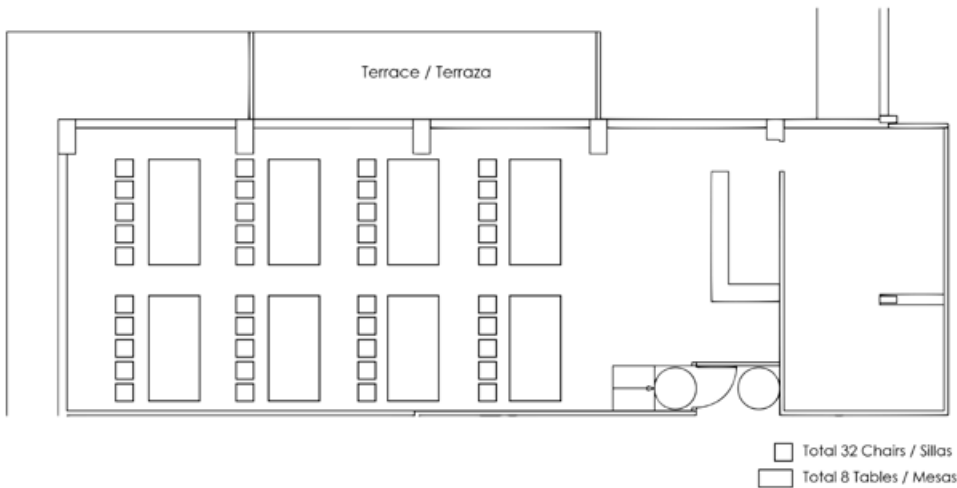 Terrace / Terraza
Total 32 Chairs / Sillas
Total 8 Tables / Mesas